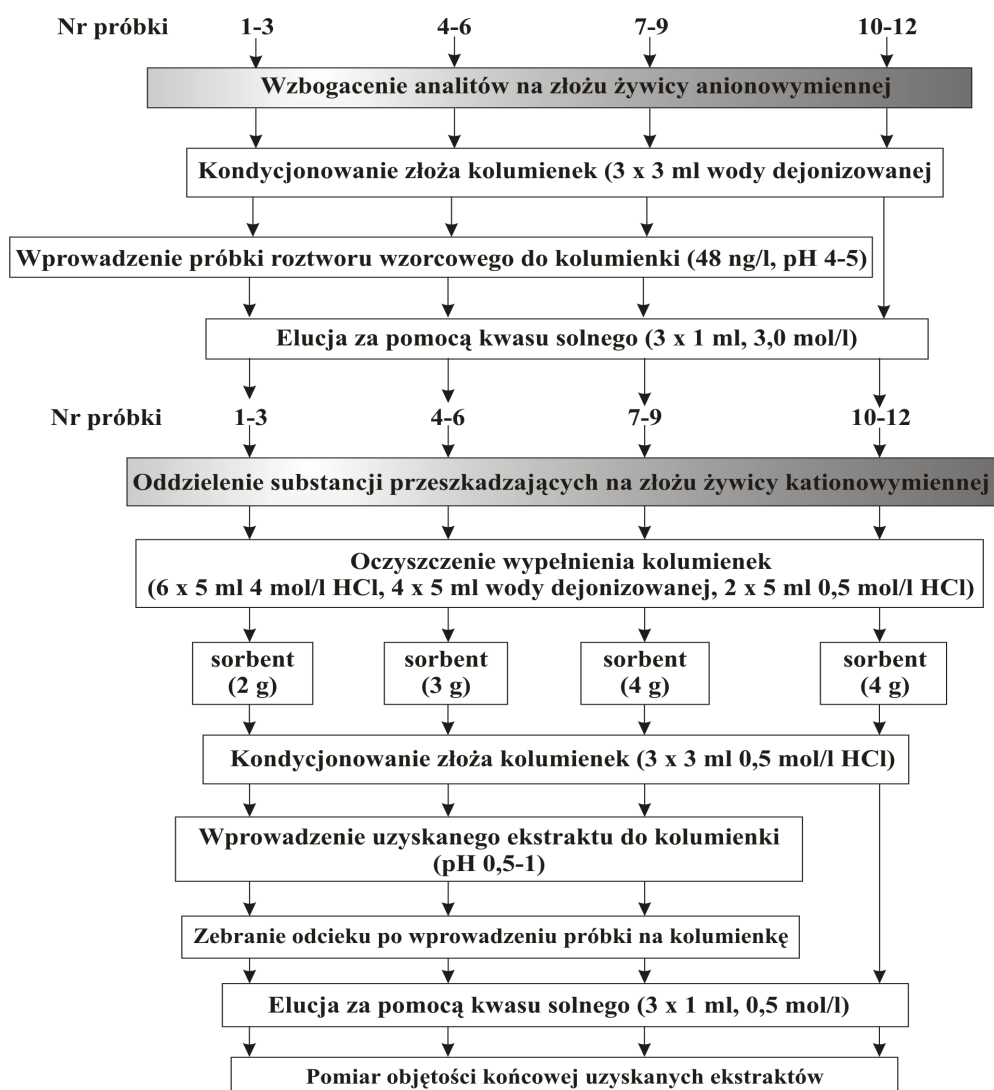 Nr próbki 1-3 4-6 7-9 10-12
Wzbogacenie analitów na złożu żywicy anionowymiennej
Kondycjonowanie złoża kolumienek (3 x 3 ml wody dejonizowanej
Wprowadzenie próbki roztworu wzorcowego do kolumienki (48 ng/l, pH 4-5)
Elucja za pomocą kwasu solnego (3 x 1 ml, 3,0 mol/l)
Nr próbki 1-3 4-6 7-9 10-12
Oddzielenie substancji przeszkadzających na złożu żywicy kationowymiennej
Oczyszczenie wypełnienia kolumienek
(6 x 5 ml 4 mol/l HCl, 4 x 5 ml wody dejonizowanej, 2 x 5 ml 0,5 mol/l HCl)
sorbent sorbent sorbent sorbent
(2 g) (3 g) (4 g) (4 g)
Kondycjonowanie złoża kolumienek (3 x 3 ml 0,5 mol/l HCl)
Wprowadzenie uzyskanego ekstraktu do kolumienki
(pH 0,5-1)
Zebranie odcieku po wprowadzeniu próbki na kolumienkę
Elucja za pomocą kwasu solnego (3 x 1 ml, 0,5 mol/l)
Pomiar objętości końcowej uzyskanych ekstraktów